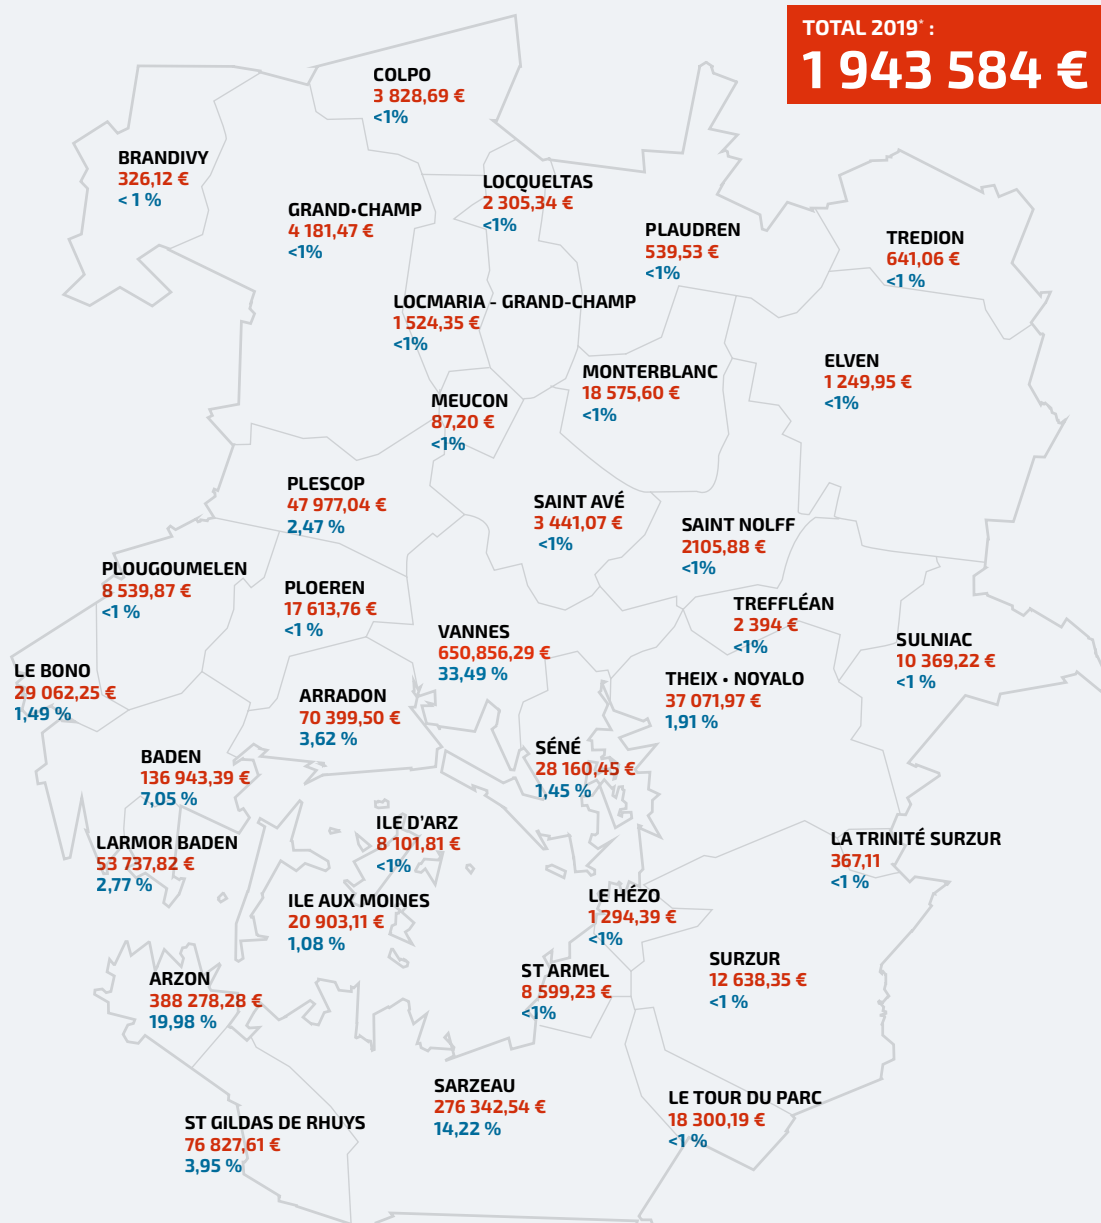 TOTAL 2019* :
1 943 584 €
COLPO
3 828,69 €
<1%
BRANDIVY
326,12 €
< 1 %
LOCQUELTAS
2 305,34 €
<1%
GRAND•CHAMP
4 181,47 €
<1%
PLAUDREN
539,53 €
<1%
TREDION
641,06 €
<1 %
LOCMARIA - GRAND-CHAMP
1 524,35 €
<1%
ELVEN
1 249,95 €
<1%
MONTERBLANC
18 575,60 €
<1%
MEUCON
87,20 €
<1%
PLESCOP
47 977,04 €
2,47 %
SAINT AVÉ
3 441,07 €
<1%
SAINT NOLFF
2105,88 €
<1%
PLOUGOUMELEN
8 539,87 €
<1 %
PLOEREN
17 613,76 €
<1 %
TREFFLÉAN
2 394 €
<1%
VANNES
650,856,29 €
33,49 %
SULNIAC
10 369,22 €
<1 %
LE BONO
29 062,25 €
1,49 %
THEIX • NOYALO
37 071,97 €
1,91 %
ARRADON
70 399,50 €
3,62 %
SÉNÉ
28 160,45 €
1,45 %
BADEN
136 943,39 €
7,05 %
ILE D'ARZ
8 101,81 €
<1%
LARMOR BADEN
53 737,82 €
2,77 %
LA TRINITÉ SURZUR
367,11
<1 %
ILE AUX MOINES
20 903,11 €
1,08 %
LE HÉZO
1 294,39 €
<1%
SURZUR
12 638,35 €
<1 %
ST ARMEL
8 599,23 €
<1%
ARZON
388 278,28 €
19,98 %
SARZEAU
276 342,54 €
14,22 %
LE TOUR DU PARC
18 300,19 €
<1 %
ST GILDAS DE RHUYS
76 827,61 €
3,95 %